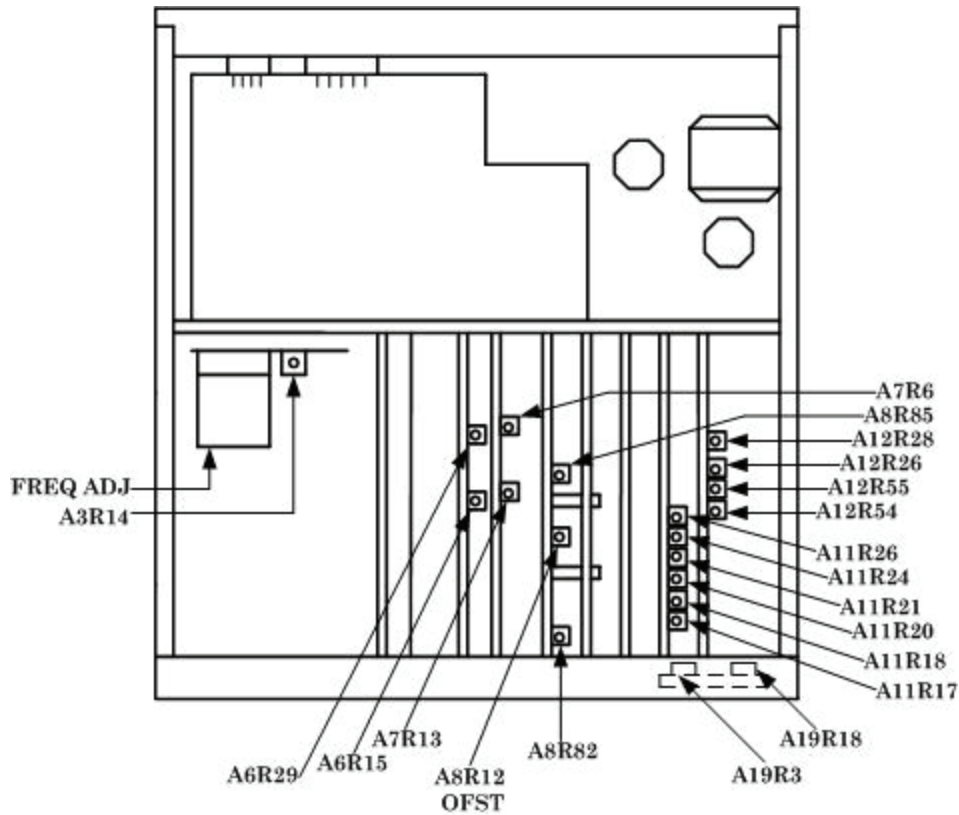 A7R6
A8R85
A12R28
A12R26
FREQ ADJ
A12R55
A3R14
A12R54
A11R26
A11R24
A11R21
A11R20
A11R18
A11R17
A7R13
A19R18
A6R29
A6R15
A8R12
OFST
A8R82
A19R3